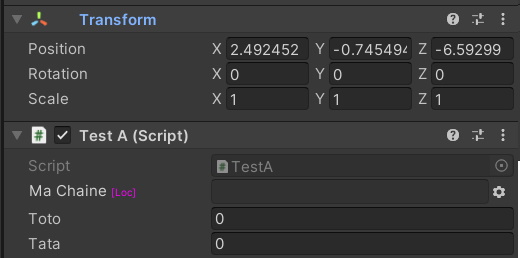 Transform
Position X 2.492452 Y -0.745494 Z -6.59299
Rotation X 0 Y 0 Z 0
Scale X 1 Y 1 Z 1
# Test A (Script)
Script # TestA
Ma Chaine [Loc]
Toto 0
Tata 0